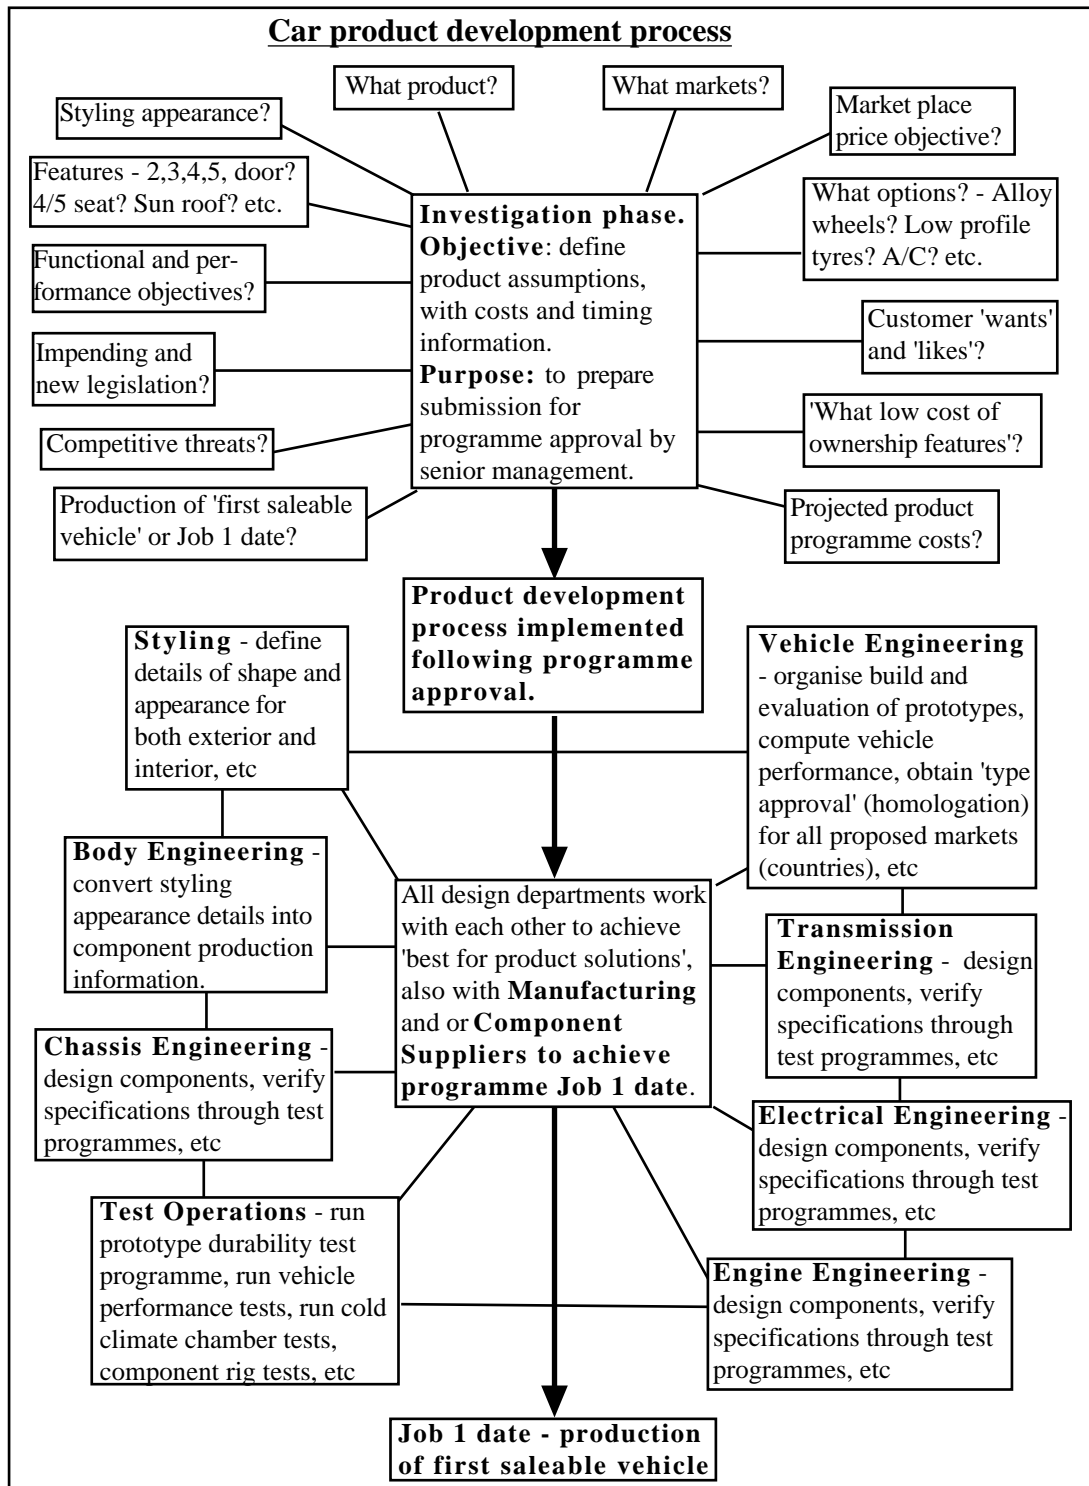 Car product development process
What product?
What markets?
Styling appearance?
Market place
price objective?
Features - 2,3,4,5, door?
4/5 seat? Sun roof? etc.
What options? - Alloy
wheels? Low profile
tyres? A/C? etc.
Investigation phase.
Objective: define
product assumptions,
with costs and timing
information.
Purpose: to prepare
submission for
programme approval by
senior management.
Functional and per-
formance objectives?
Customer 'wants'
and 'likes'?
Impending and
new legislation?
'What low cost of
ownership features'?
Competitive threats?
Production of 'first saleable
vehicle' or Job 1 date?
Projected product
programme costs?
Product development
process implemented
following programme
approval.
Styling - define
details of shape and
appearance for
both exterior and
interior, etc
Vehicle Engineering
- organise build and
evaluation of prototypes,
compute vehicle
performance, obtain 'type
approval' (homologation)
for all proposed markets
(countries), etc
Body Engineering -
convert styling
appearance details into
component production
information.
All design departments work
with each other to achieve
'best for product solutions',
also with Manufacturing
and or Component
Suppliers to achieve
programme Job 1 date.
Transmission
Engineering - design
components, verify
specifications through
test programmes, etc
Chassis Engineering -
design components, verify
specifications through test
programmes, etc
Electrical Engineering -
design components, verify
specifications through test
programmes, etc
Test Operations - run
prototype durability test
programme, run vehicle
performance tests, run cold
climate chamber tests,
component rig tests, etc
Engine Engineering -
design components, verify
specifications through test
programmes, etc
Job 1 date - production
of first saleable vehicle